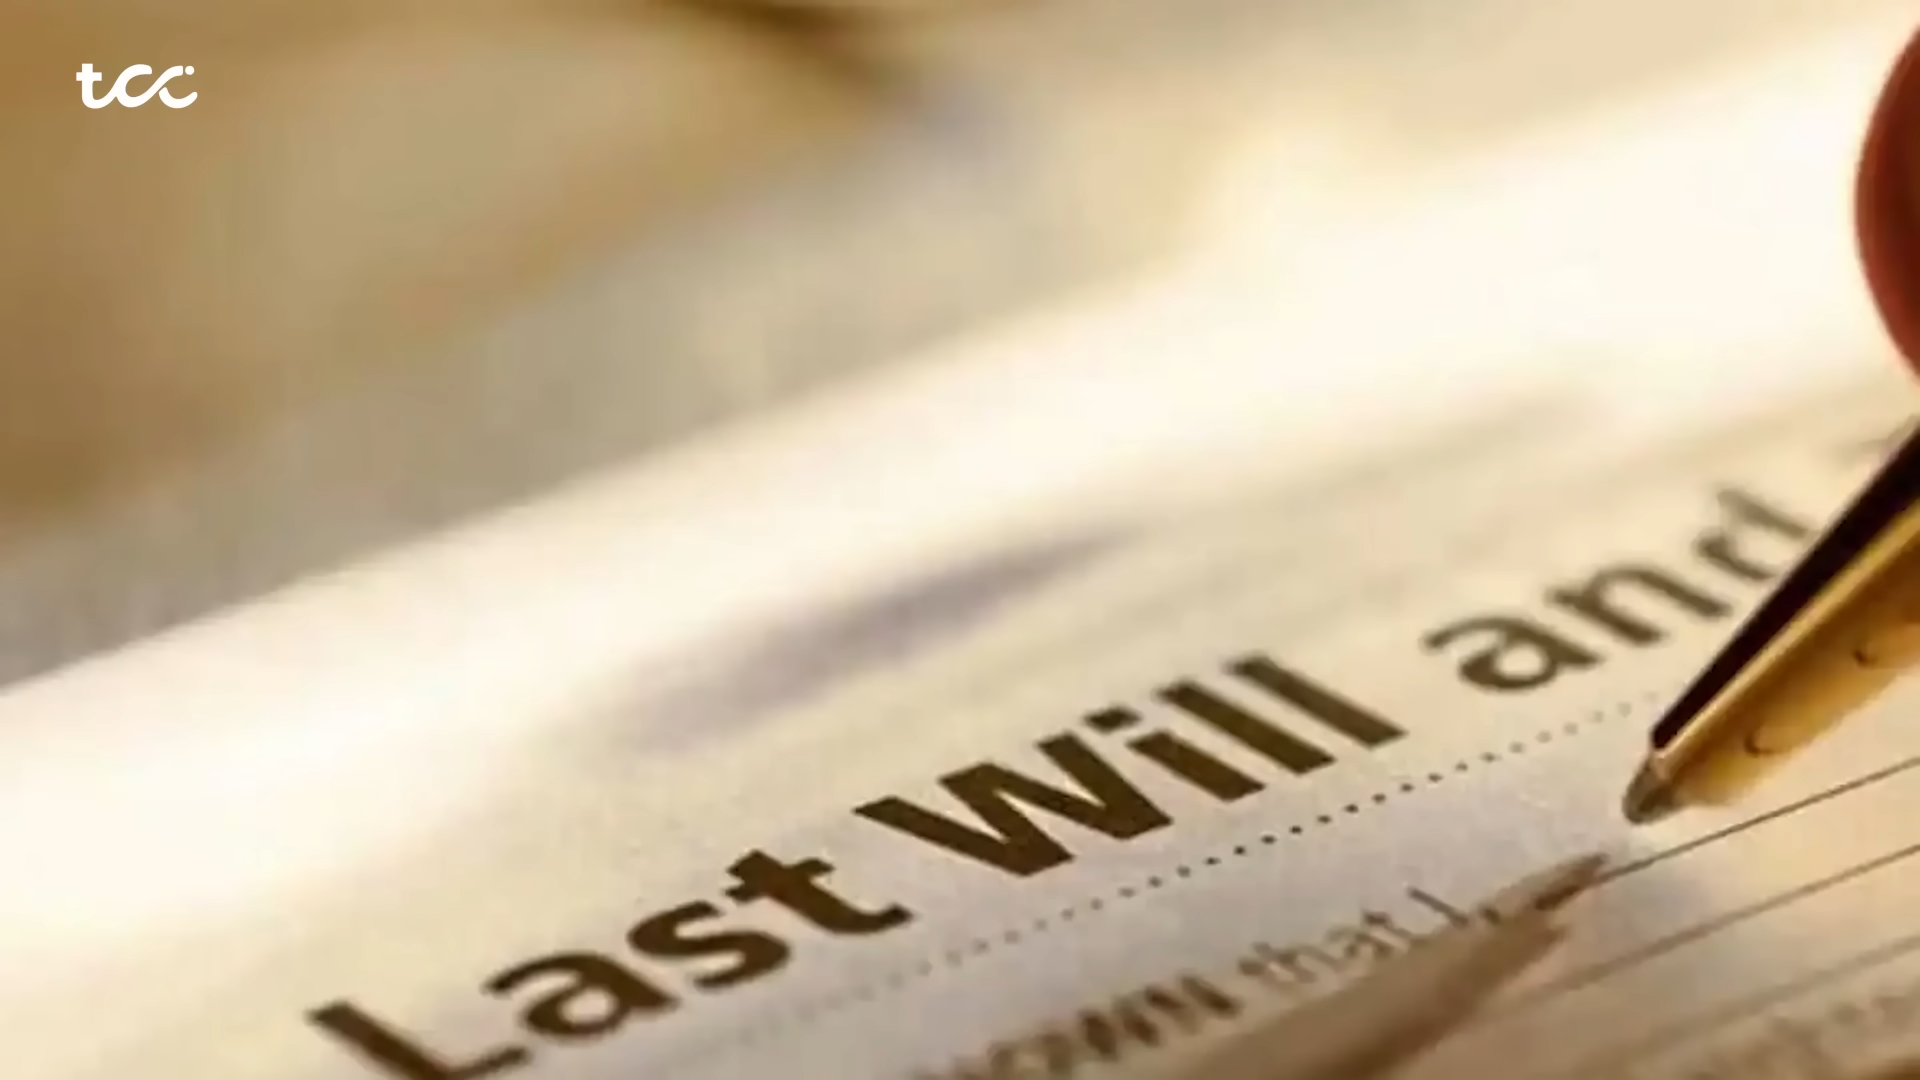 tcc
Last Will and
that I,